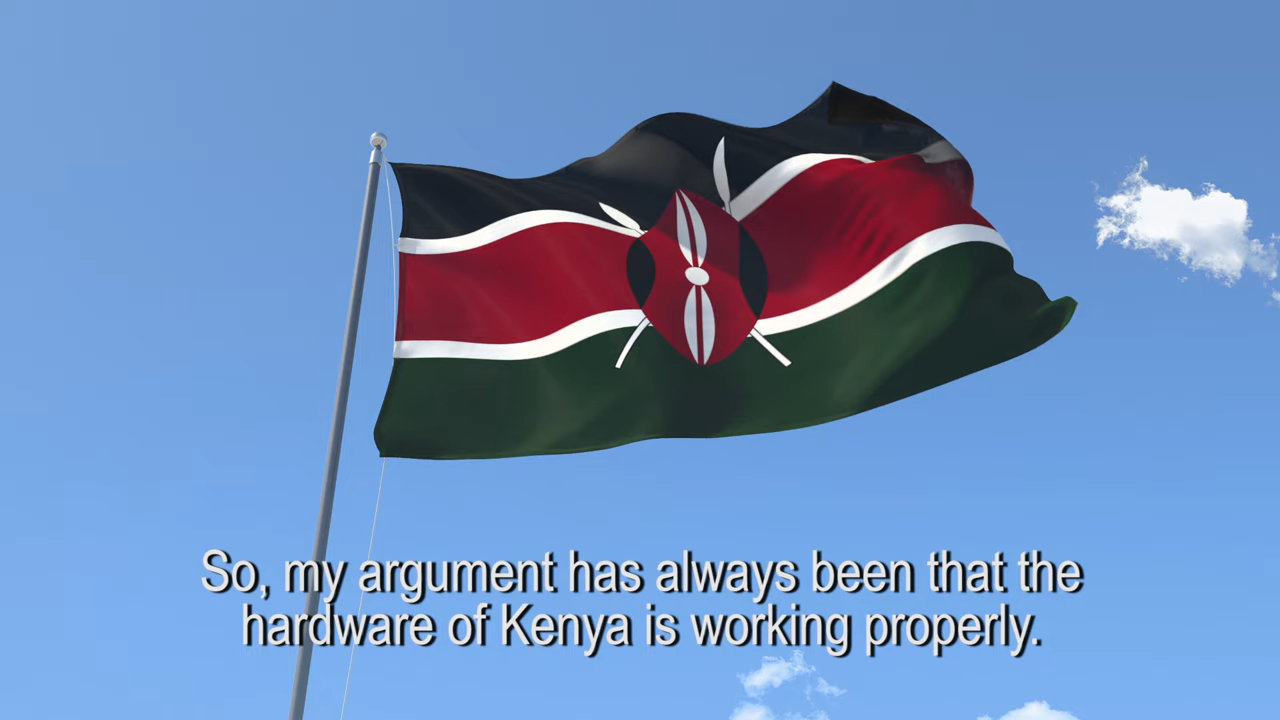 So, my argument has always been that the
hardware of Kenya is working properly.